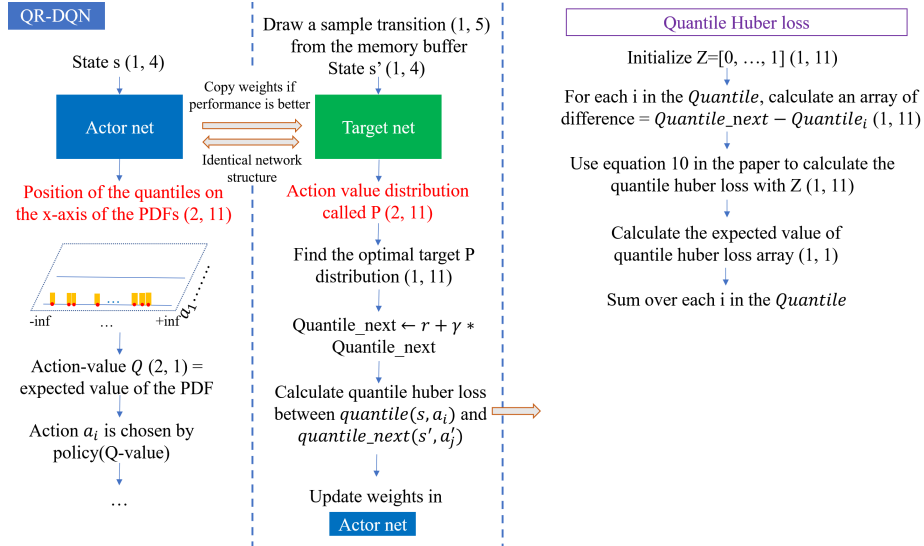 QR-DQN
State s (1, 4)
Actor net
Position of the quantiles on
the x-axis of the PDFs (2, 11)
...
-inf
...
+inf
a₁ ......
Action-value Q (2, 1) =
expected value of the PDF
Action aᵢ is chosen by
policy(Q-value)
...
Copy weights if
performance is better
Identical network
structure
Draw a sample transition (1, 5)
from the memory buffer
State s’ (1, 4)
Target net
Action value distribution
called P (2, 11)
Find the optimal target P
distribution (1, 11)
Quantile_next ← r + γ ∗
Quantile_next
Calculate quantile huber loss
between quantile(s, aᵢ) and
quantile_next(s′, a′ⱼ)
Update weights in
Actor net
Quantile Huber loss
Initialize Z=[0, …, 1] (1, 11)
For each i in the Quantile, calculate an array of
difference = Quantile_next − Quantileᵢ (1, 11)
Use equation 10 in the paper to calculate the
quantile huber loss with Z (1, 11)
Calculate the expected value of
quantile huber loss array (1, 1)
Sum over each i in the Quantile